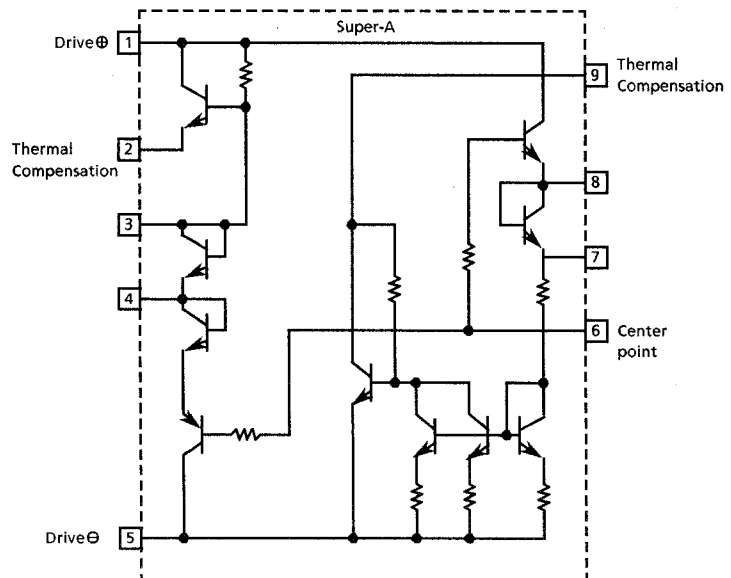 Super-A
Drive⊕ 1
9 Thermal
Compensation
Thermal 2
Compensation
8
3
7
4
6 Center
point
Drive⊖ 5